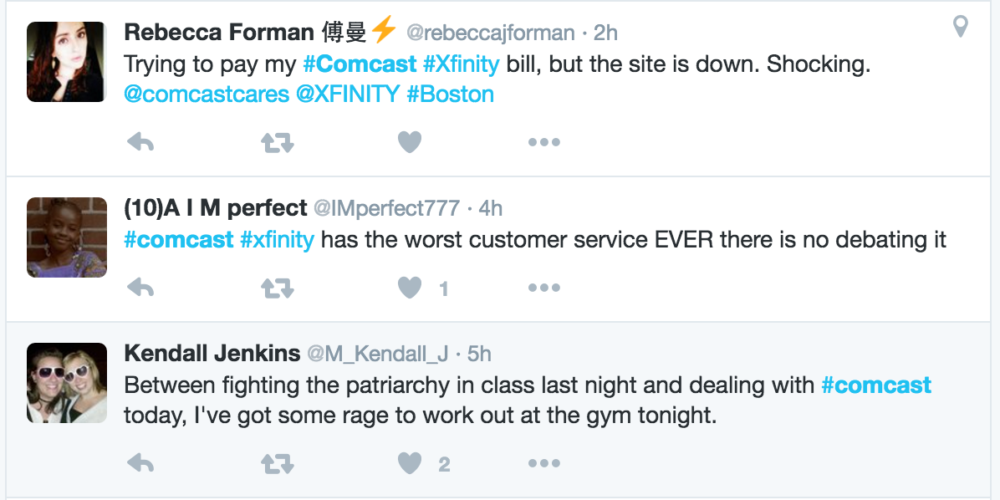 Rebecca Forman 傅曼⚡ @rebeccajforman · 2h
Trying to pay my #Comcast #Xfinity bill, but the site is down. Shocking.
@comcastcares @XFINITY #Boston
(10)A I M perfect @IMperfect777 · 4h
#comcast #xfinity has the worst customer service EVER there is no debating it
1
Kendall Jenkins @M_Kendall_J · 5h
Between fighting the patriarchy in class last night and dealing with #comcast
today, I've got some rage to work out at the gym tonight.
2